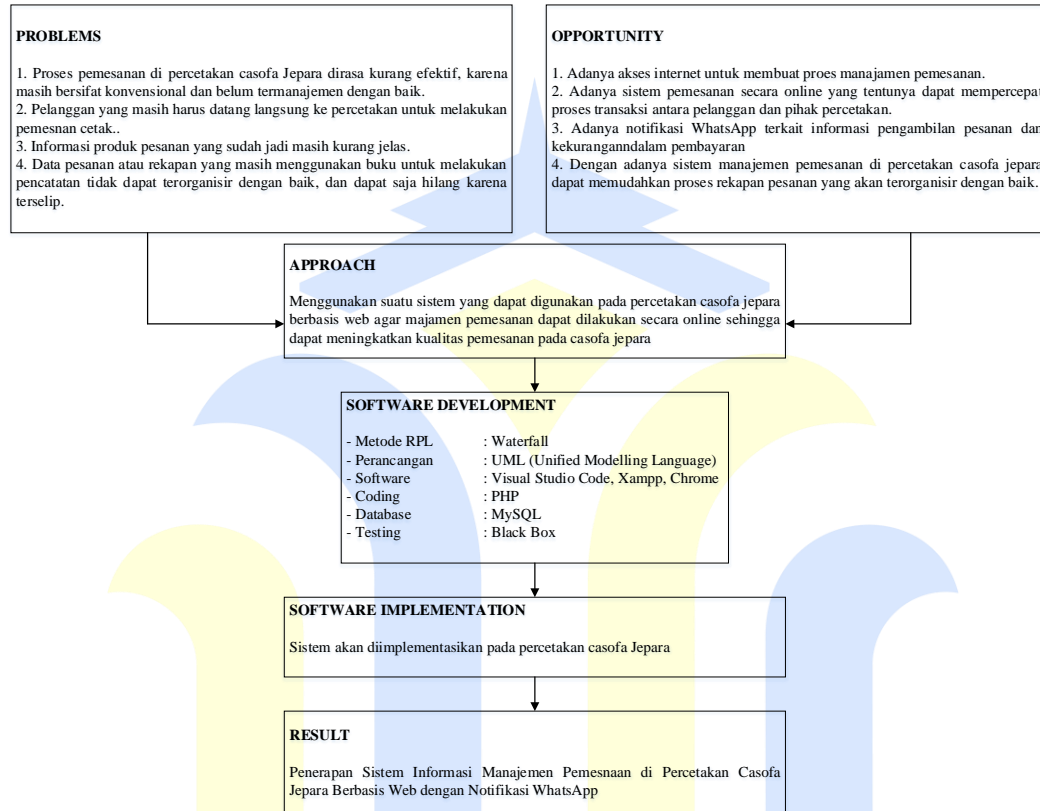 PROBLEMS
1. Proses pemesanan di percetakan casofa Jepara dirasa kurang efektif, karena
masih bersifat konvensional dan belum termanajemen dengan baik.
2. Pelanggan yang masih harus datang langsung ke percetakan untuk melakukan
pemesnan cetak..
3. Informasi produk pesanan yang sudah jadi masih kurang jelas.
4. Data pesanan atau rekapan yang masih menggunakan buku untuk melakukan
pencatatan tidak dapat terorganisir dengan baik, dan dapat saja hilang karena
terselip.
OPPORTUNITY
1. Adanya akses internet untuk membuat proes manajamen pemesanan.
2. Adanya sistem pemesanan secara online yang tentunya dapat mempercepat
proses transaksi antara pelanggan dan pihak percetakan.
3. Adanya notifikasi WhatsApp terkait informasi pengambilan pesanan dan
kekuranganndalam pembayaran
4. Dengan adanya sistem manajemen pemesanan di percetakan casofa jepara
dapat memudahkan proses rekapan pesanan yang akan terorganisir dengan baik.
APPROACH
Menggunakan suatu sistem yang dapat digunakan pada percetakan casofa jepara
berbasis web agar majamen pemesanan dapat dilakukan secara online sehingga
dapat meningkatkan kualitas pemesanan pada casofa jepara
SOFTWARE DEVELOPMENT
- Metode RPL : Waterfall
- Perancangan : UML (Unified Modelling Language)
- Software : Visual Studio Code, Xampp, Chrome
- Coding : PHP
- Database : MySQL
- Testing : Black Box
SOFTWARE IMPLEMENTATION
Sistem akan diimplementasikan pada percetakan casofa Jepara
RESULT
Penerapan Sistem Informasi Manajemen Pemesnaan di Percetakan Casofa
Jepara Berbasis Web dengan Notifikasi WhatsApp